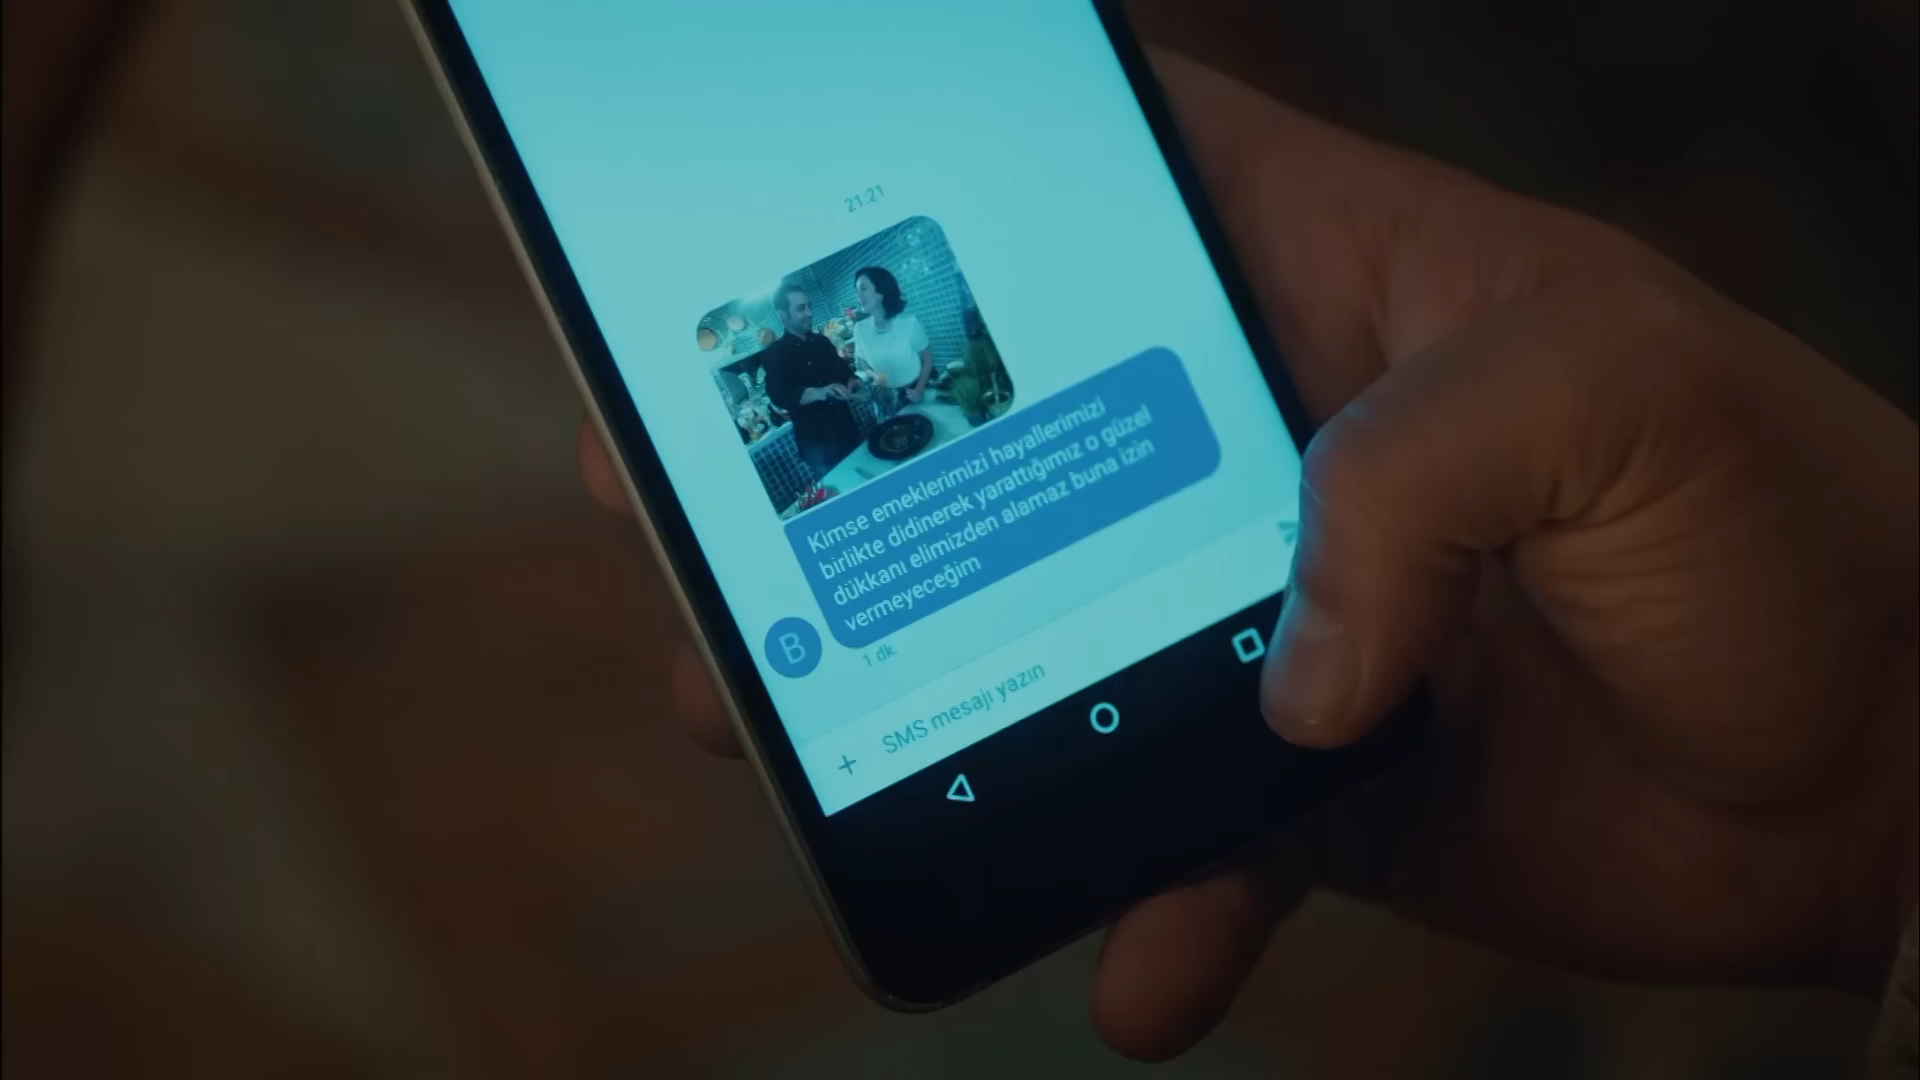 21:21
Kimse emeklerimizi hayallerimizi
birlikte didinerek yarattığımız o güzel
dükkanı elimizden alamaz buna izin
vermeyeceğim
B
1 dk.
+ SMS mesajı yazın